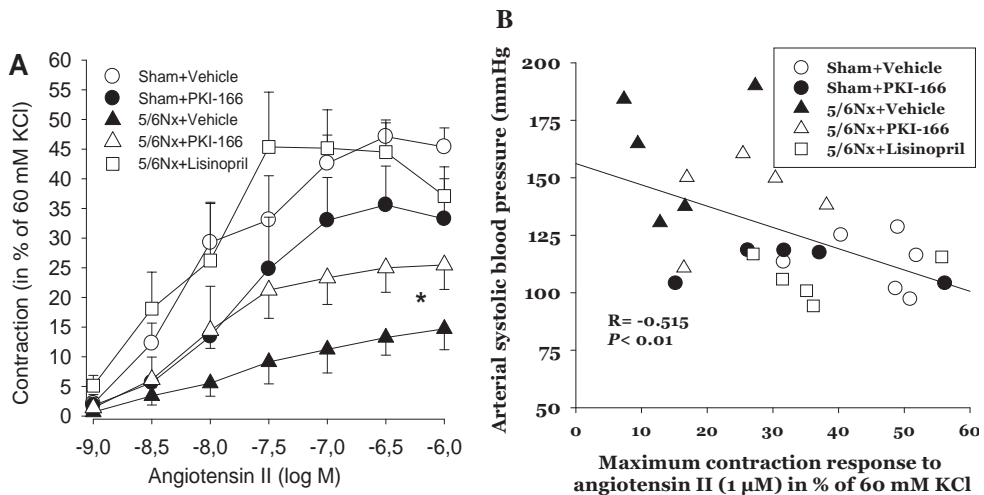 A
Contraction (in % of 60 mM KCl)
60
55
50
45
40
35
30
25
20
15
10
5
0
Sham+Vehicle
Sham+PKI-166
5/6Nx+Vehicle
5/6Nx+PKI-166
5/6Nx+Lisinopril
*
-9,0 -8,5 -8,0 -7,5 -7,0 -6,5 -6,0
Angiotensin II (log M)
B
Arterial systolic blood pressure (mmHg)
200
175
150
125
100
75
50
Sham+Vehicle
Sham+PKI-166
5/6Nx+Vehicle
5/6Nx+PKI-166
5/6Nx+Lisinopril
R= -0.515
P< 0.01
0 10 20 30 40 50 60
Maximum contraction response to
angiotensin II (1 µM) in % of 60 mM KCl